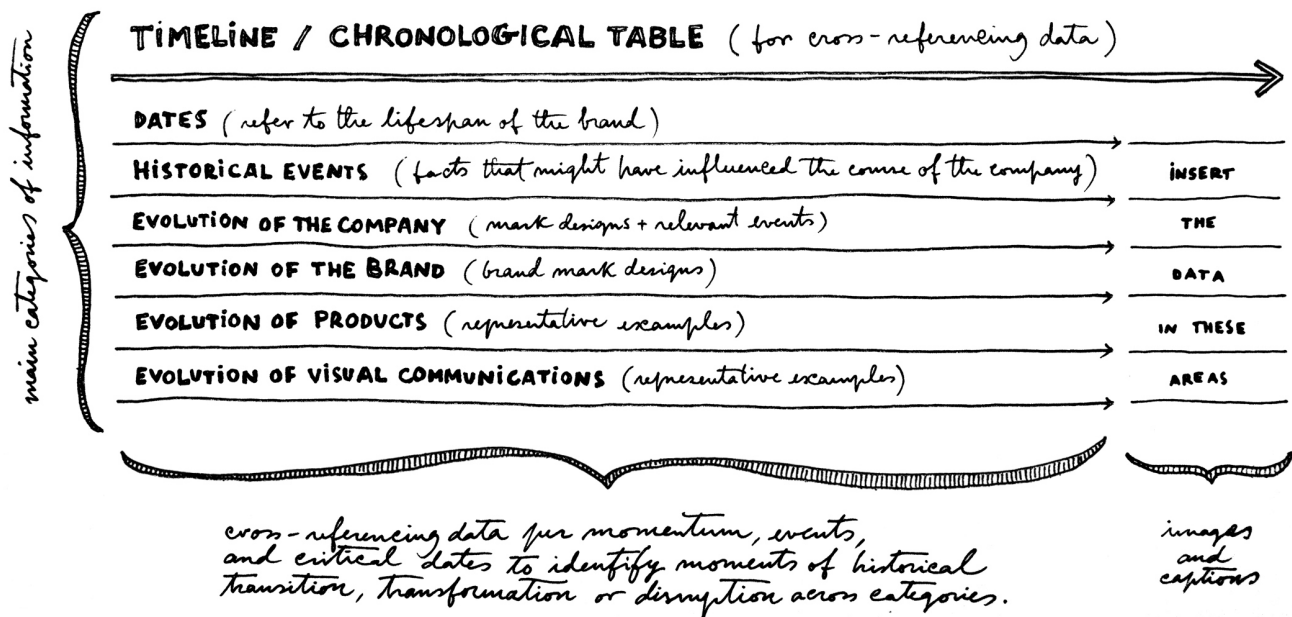 TIMELINE / CHRONOLOGICAL TABLE (for cross-referencing data)
main categories of information
DATES (refer to the lifespan of the brand)
HISTORICAL EVENTS (facts that might have influenced the course of the company)
EVOLUTION OF THE COMPANY (mark designs + relevant events)
EVOLUTION OF THE BRAND (brand mark designs)
EVOLUTION OF PRODUCTS (representative examples)
EVOLUTION OF VISUAL COMMUNICATIONS (representative examples)
INSERT
THE
DATA
IN THESE
AREAS
cross-referencing data per momentum, events,
and critical dates to identify moments of historical
transition, transformation or disruption across categories.
images
and
captions